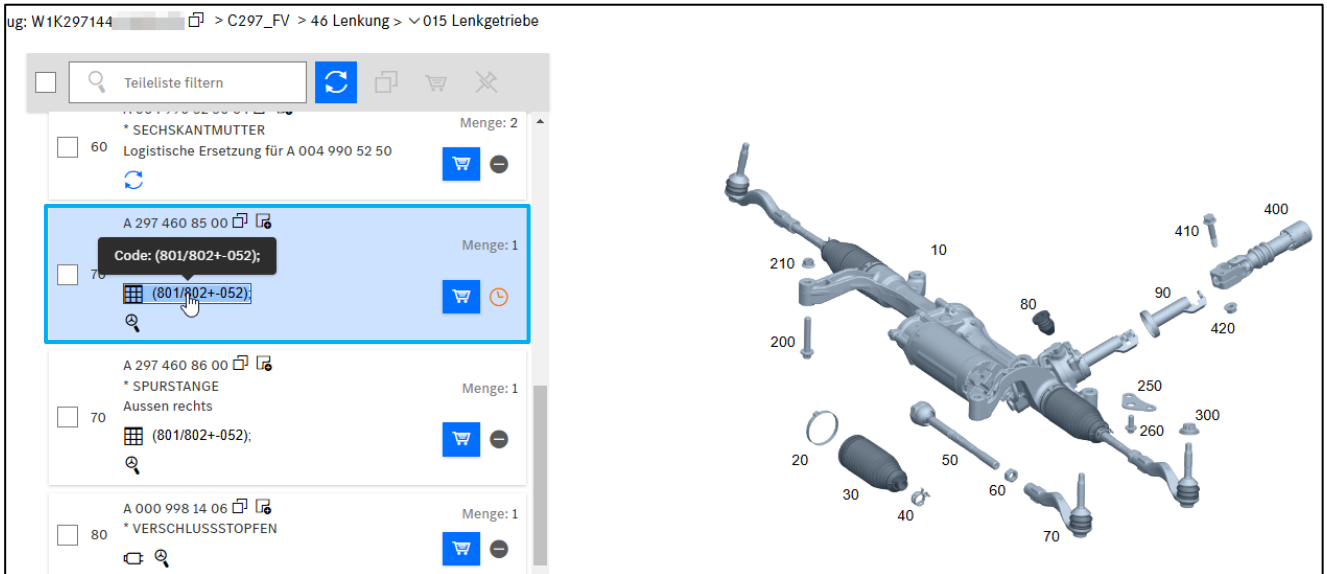 ug: W1K297144 > C297_FV > 46 Lenkung > 015 Lenkgetriebe
Teileliste filtern
* SECHSKANTMUTTER
Menge: 2
60
Logistische Ersetzung für A 004 990 52 50
A 297 460 85 00
Menge: 1
Code: (801/802+-052);
(801/802+-052);
A 297 460 86 00
* SPURSTANGE
Menge: 1
Aussen rechts
70
(801/802+-052);
A 000 998 14 06
Menge: 1
* VERSCHLUSSSTOPFEN
80
400
410
10
210
90
80
420
200
250
300
260
20
50
30
60
40
70